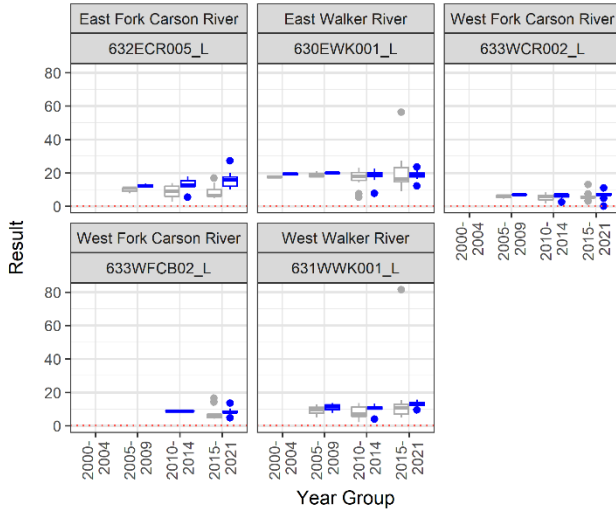 East Fork Carson River
East Walker River
West Fork Carson River
632ECR005_L
630EWK001_L
633WCR002_L
80
60
40
20
0
West Fork Carson River
West Walker River
633WFCB02_L
631WWK001_L
80
60
40
20
0
Result
2000-
2004
2005-
2009
2010-
2014
2015-
2021
2000-
2004
2005-
2009
2010-
2014
2015-
2021
2000-
2004
2005-
2009
2010-
2014
2015-
2021
Year Group